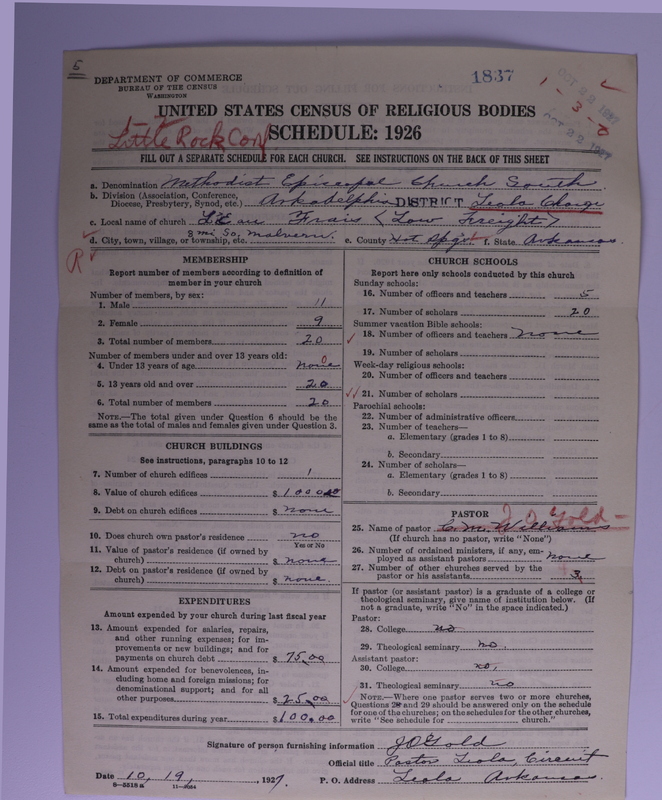 5
DEPARTMENT OF COMMERCE
BUREAU OF THE CENSUS
WASHINGTON
1837
OCT 22 1927
OCT 22 1927
1-3-8
UNITED STATES CENSUS OF RELIGIOUS BODIES
Little Rock Con SCHEDULE: 1926
FILL OUT A SEPARATE SCHEDULE FOR EACH CHURCH. SEE INSTRUCTIONS ON THE BACK OF THIS SHEET
a. Denomination Methodist Episcopal Church South
b. Division (Association, Conference, Diocese, Presbytery, Synod, etc.) Arkadelphia DISTRICT Leola Charge
c. Local name of church L'Eau Frais (Low Freight)
d. City, town, village, or township, etc. 8 mi So, Malvern. e. County Hot Spgs. f. State Arkansas.
R
MEMBERSHIP
Report number of members according to definition of member in your church
Number of members, by sex:
1. Male 11
2. Female 9
3. Total number of members 20
Number of members under and over 13 years old:
4. Under 13 years of age none 0
5. 13 years old and over 20
6. Total number of members 20
NOTE.—The total given under Question 6 should be the same as the total of males and females given under Question 3.
CHURCH BUILDINGS
See instructions, paragraphs 10 to 12
7. Number of church edifices 1
8. Value of church edifices $ 1000.00
9. Debt on church edifices $ none
10. Does church own pastor's residence? no
Yes or No
11. Value of pastor's residence (if owned by church) $ none
12. Debt on pastor's residence (if owned by church) $ none.
EXPENDITURES
Amount expended by your church during last fiscal year
13. Amount expended for salaries, repairs, and other running expenses; for improvements or new buildings; and for payments on church debt $ 75.00
14. Amount expended for benevolences, including home and foreign missions; for denominational support; and for all other purposes $ 25.00
15. Total expenditures during year $ 100.00
CHURCH SCHOOLS
Report here only schools conducted by this church
Sunday schools:
16. Number of officers and teachers 5
17. Number of scholars 20
Summer vacation Bible schools:
18. Number of officers and teachers none
19. Number of scholars
Week-day religious schools:
20. Number of officers and teachers
21. Number of scholars
Parochial schools:
22. Number of administrative officers
23. Number of teachers—
a. Elementary (grades 1 to 8)
b. Secondary
24. Number of scholars—
a. Elementary (grades 1 to 8)
b. Secondary
PASTOR J O Gold
25. Name of pastor C. M. Williams
(If church has no pastor, write "None")
26. Number of ordained ministers, if any, employed as assistant pastors none
27. Number of other churches served by the pastor or his assistants 3
If pastor (or assistant pastor) is a graduate of a college or theological seminary, give name of institution below. (If not a graduate, write "No" in the space indicated.)
Pastor:
28. College no
29. Theological seminary no.
Assistant pastor:
30. College no.
31. Theological seminary no
NOTE.—Where one pastor serves two or more churches, Questions 28 and 29 should be answered only on the schedule for one of the churches; on the schedules for the other churches, write "See schedule for church."
Signature of person furnishing information J O Gold
Official title Pastor Leola, Circuit
Date 10, 19, , 1927. P. O. Address Leola Arkansas.
8—5518 a 11—9084